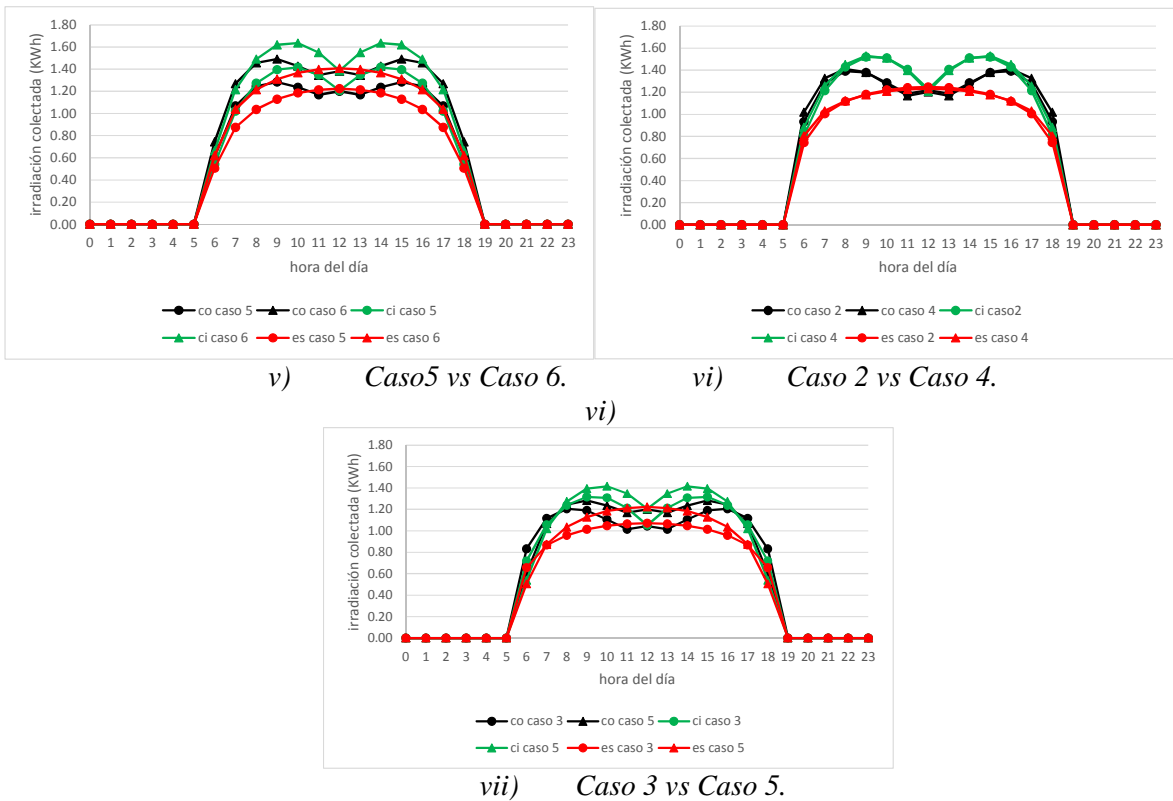 1.80
1.60
1.40
1.20
1.00
0.80
0.60
0.40
0.20
0.00
irradiación colectada (KWh)
0 1 2 3 4 5 6 7 8 9 10 11 12 13 14 15 16 17 18 19 20 21 22 23
hora del día
co caso 5 co caso 6 ci caso 5
ci caso 6 es caso 5 es caso 6
1.80
1.60
1.40
1.20
1.00
0.80
0.60
0.40
0.20
0.00
irradiación colectada (KWh)
0 1 2 3 4 5 6 7 8 9 10 11 12 13 14 15 16 17 18 19 20 21 22 23
hora del día
co caso 2 co caso 4 ci caso2
ci caso 4 es caso 2 es caso 4
v) Caso5 vs Caso 6.
vi) Caso 2 vs Caso 4.
vi)
1.80
1.60
1.40
1.20
1.00
0.80
0.60
0.40
0.20
0.00
irradiación colectada (KWh)
0 1 2 3 4 5 6 7 8 9 10 11 12 13 14 15 16 17 18 19 20 21 22 23
hora del día
co caso 3 co caso 5 ci caso 3
ci caso 5 es caso 3 es caso 5
vii) Caso 3 vs Caso 5.